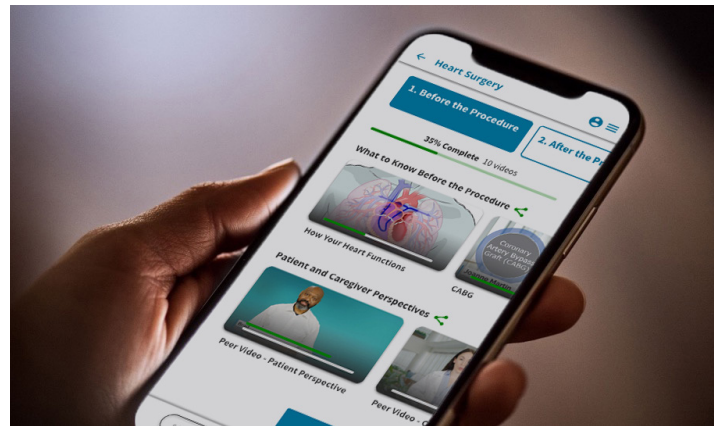 Heart Surgery
1. Before the Procedure
2. After the
35% Complete 10 videos
What to Know Before the Procedure
How Your Heart Functions
Coronary
Artery Bypass
Graft (CABG)
Joanne Martin
CABG
Patient and Caregiver Perspectives
Peer Video - Patient Perspective
Peer Video -